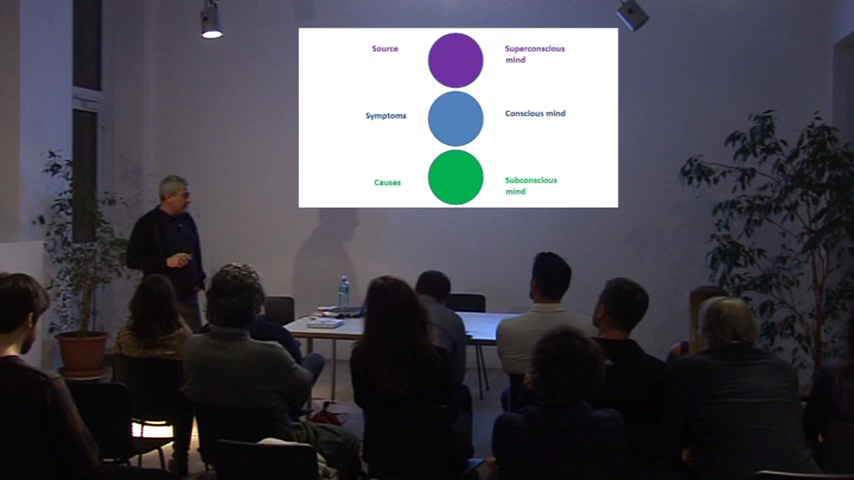 Source
Superconscious
mind
Symptoms
Conscious mind
Causes
Subconscious
mind